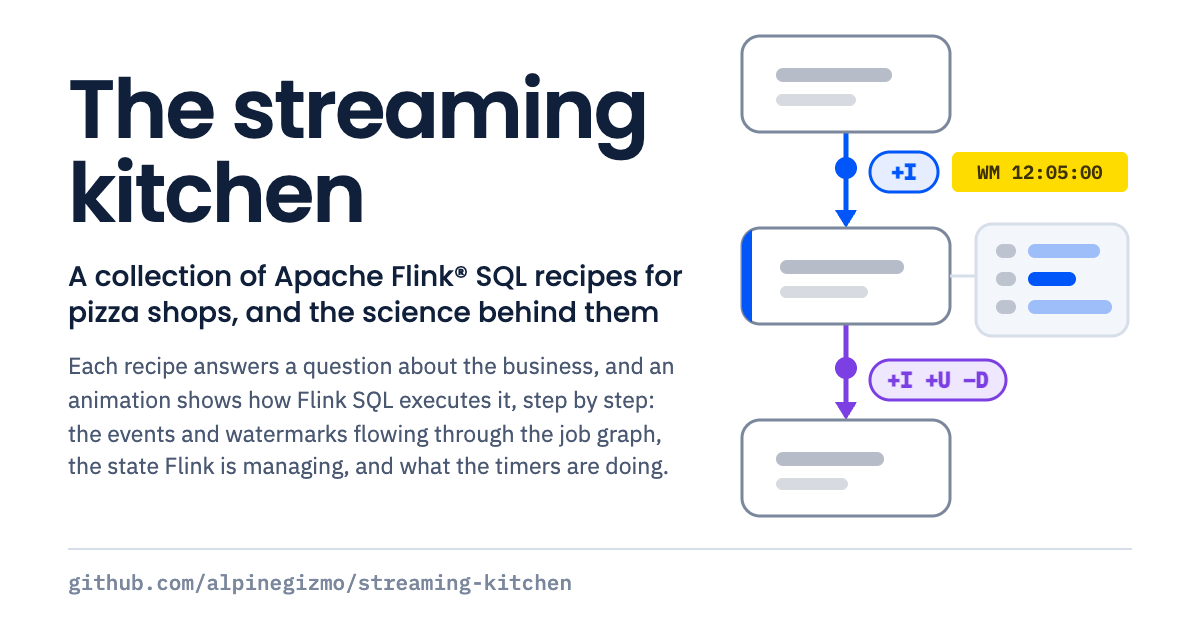 The streaming
kitchen
A collection of Apache Flink® SQL recipes for
pizza shops, and the science behind them
Each recipe answers a question about the business, and an
animation shows how Flink SQL executes it, step by step:
the events and watermarks flowing through the job graph,
the state Flink is managing, and what the timers are doing.
+I
WM 12:05:00
+I +U −D
github.com/alpinegizmo/streaming-kitchen